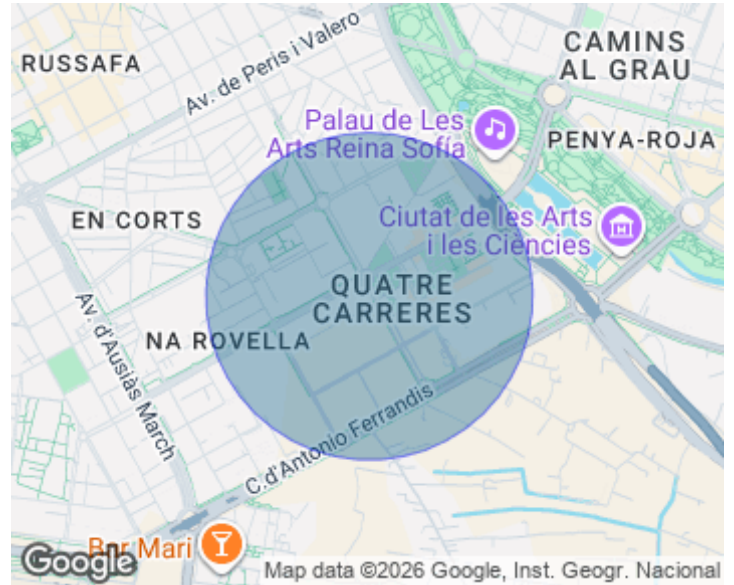 RUSSAFA
Av. de Peris i Valero
CAMINS
AL GRAU
Palau de Les
Arts Reina Sofía
PENYA-ROJA
EN CORTS
Ciutat de les Arts
i les Ciències
QUATRE
CARRERES
NA ROVELLA
Av. d'Ausiàs March
C.d'Antonio Ferrandis
Bar Mari
Google
Map data ©2026 Google, Inst. Geogr. Nacional